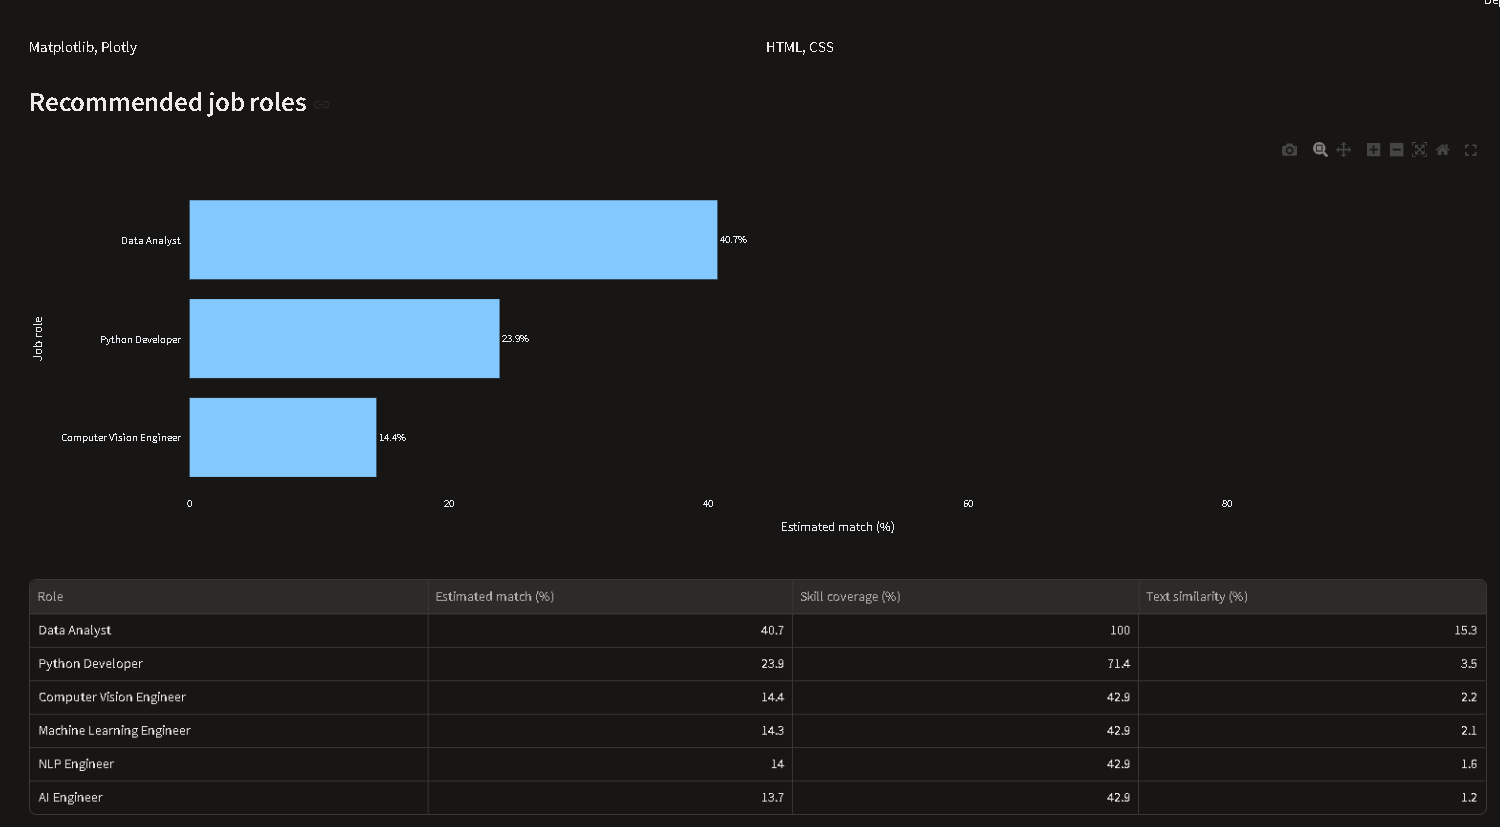 Matplotlib, Plotly
HTML, CSS
Recommended job roles
Data Analyst
40.7%
Python Developer
23.9%
Computer Vision Engineer
14.4%
Job role
0 20 40 60 80
Estimated match (%)
Role Estimated match (%) Skill coverage (%) Text similarity (%)
Data Analyst 40.7 100 15.3
Python Developer 23.9 71.4 3.5
Computer Vision Engineer 14.4 42.9 2.2
Machine Learning Engineer 14.3 42.9 2.1
NLP Engineer 14 42.9 1.6
AI Engineer 13.7 42.9 1.2